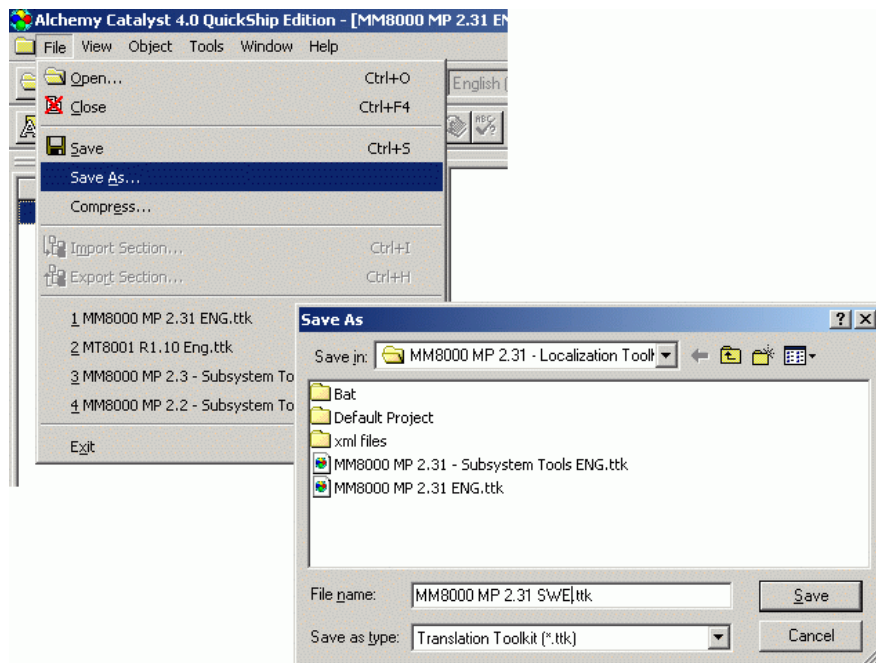 Alchemy Catalyst 4.0 QuickShip Edition - [MM8000 MP 2.31 EN
File View Object Tools Window Help
Open... Ctrl+O
English (
Close Ctrl+F4
Save Ctrl+S
Save As...
Compress...
Import Section... Ctrl+I
Export Section... Ctrl+H
1 MM8000 MP 2.31 ENG.ttk
2 MT8001 R1.10 Eng.ttk
3 MM8000 MP 2.3 - Subsystem To
4 MM8000 MP 2.2 - Subsystem To
Exit
Save As
Save in: MM8000 MP 2.31 - Localization Toolk
Bat
Default Project
xml files
MM8000 MP 2.31 - Subsystem Tools ENG.ttk
MM8000 MP 2.31 ENG.ttk
File name: MM8000 MP 2.31 SWE.ttk
Save
Save as type: Translation Toolkit (*.ttk)
Cancel